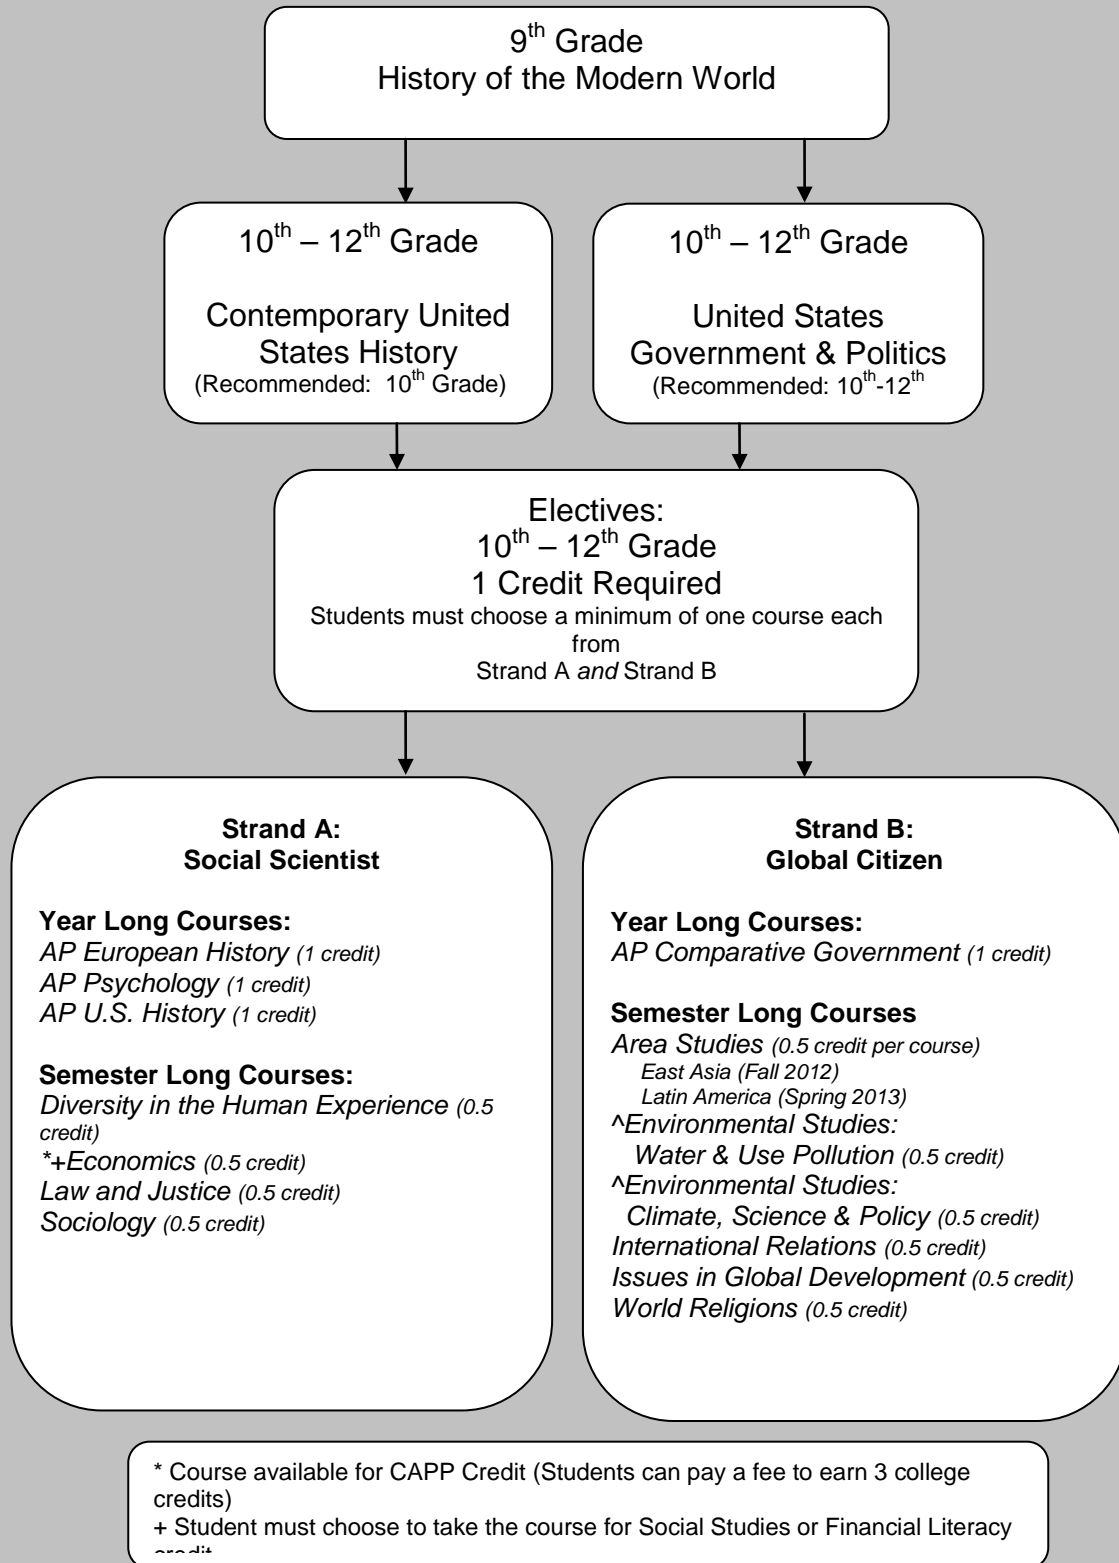 9th Grade
History of the Modern World
10th – 12th Grade
Contemporary United
States History
(Recommended: 10th Grade)
10th – 12th Grade
United States
Government & Politics
(Recommended: 10th-12th
Electives:
10th – 12th Grade
1 Credit Required
Students must choose a minimum of one course each
from
Strand A and Strand B
Strand A:
Social Scientist
Year Long Courses:
AP European History (1 credit)
AP Psychology (1 credit)
AP U.S. History (1 credit)
Semester Long Courses:
Diversity in the Human Experience (0.5
credit)
*+Economics (0.5 credit)
Law and Justice (0.5 credit)
Sociology (0.5 credit)
Strand B:
Global Citizen
Year Long Courses:
AP Comparative Government (1 credit)
Semester Long Courses
Area Studies (0.5 credit per course)
East Asia (Fall 2012)
Latin America (Spring 2013)
^Environmental Studies:
Water & Use Pollution (0.5 credit)
^Environmental Studies:
Climate, Science & Policy (0.5 credit)
International Relations (0.5 credit)
Issues in Global Development (0.5 credit)
World Religions (0.5 credit)
* Course available for CAPP Credit (Students can pay a fee to earn 3 college
credits)
+ Student must choose to take the course for Social Studies or Financial Literacy